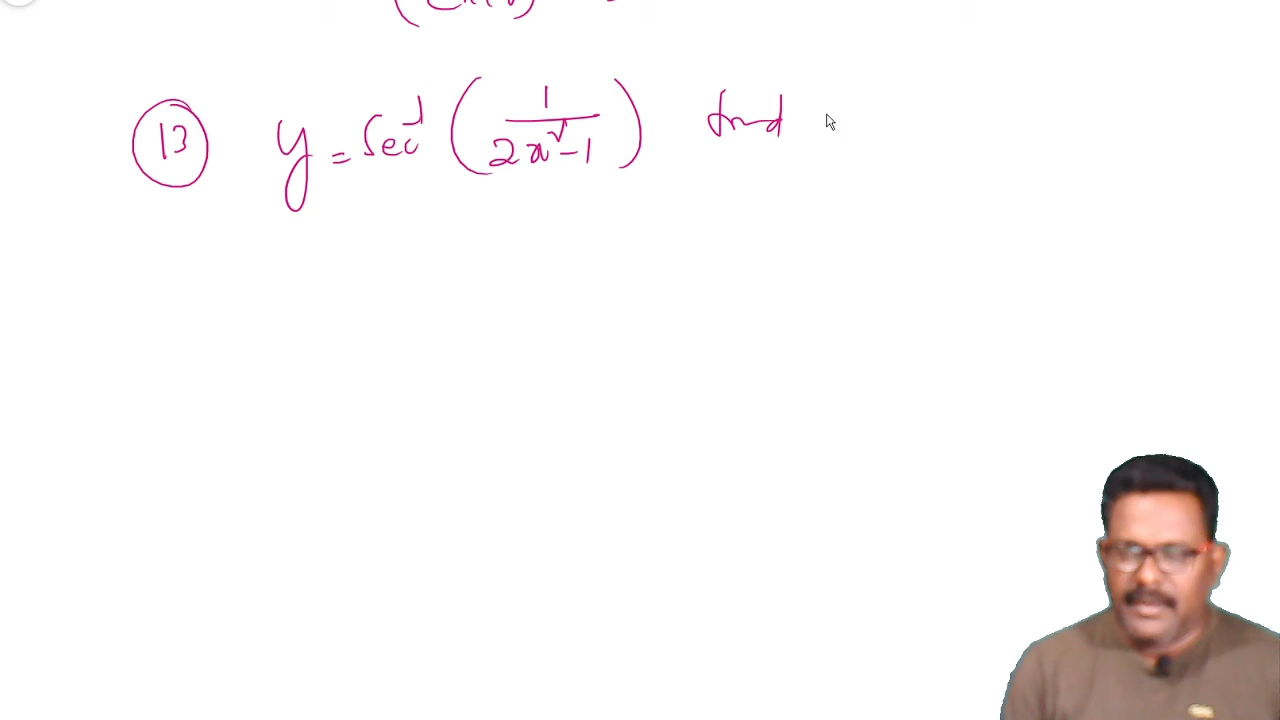 13 y = Sec⁻¹ (1/(2x²-1)) find